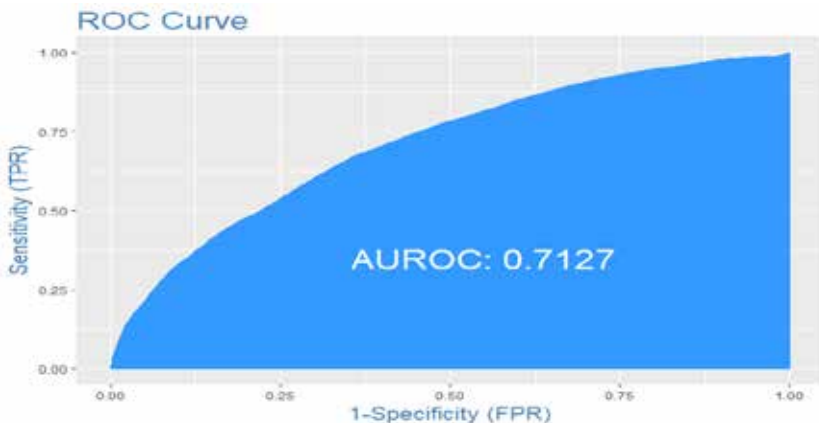 ROC Curve
1.00
0.75
0.50
0.25
0.00
Sensitivity (TPR)
AUROC: 0.7127
0.00 0.25 0.50 0.75 1.00
1-Specificity (FPR)